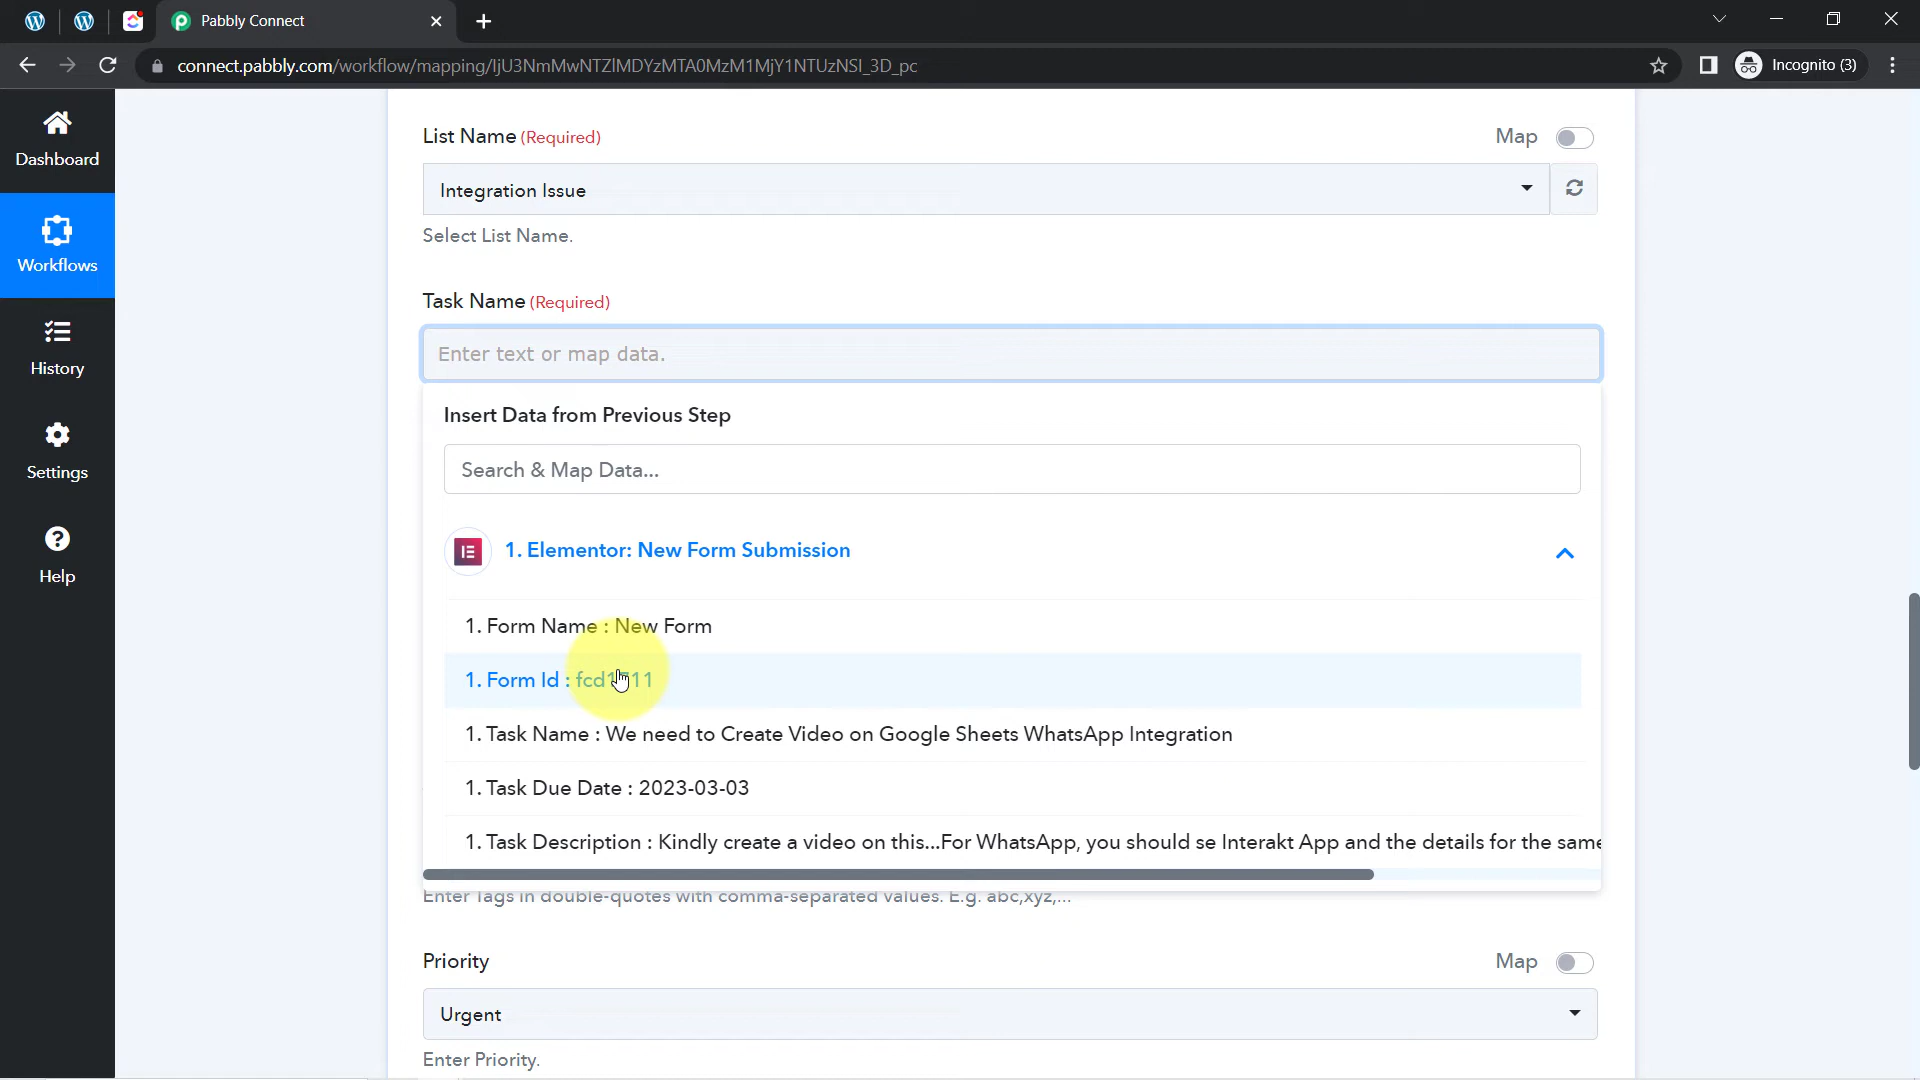 Pabbly Connect
connect.pabbly.com/workflow/mapping/IjU3NmMwNTZlMDYzMTA0MzM1MjY1NTUzNSI_3D_pc
Incognito (3)
Dashboard
Workflows
History
Settings
Help
List Name (Required)
Map
Integration Issue
Select List Name.
Task Name (Required)
Enter text or map data.
Insert Data from Previous Step
Search & Map Data...
1. Elementor: New Form Submission
1. Form Name : New Form
1. Form Id : fcd1711
1. Task Name : We need to Create Video on Google Sheets WhatsApp Integration
1. Task Due Date : 2023-03-03
1. Task Description : Kindly create a video on this...For WhatsApp, you should se Interakt App and the details for the same
Enter Tags in double-quotes with comma-separated values. E.g. abc,xyz,...
Priority
Map
Urgent
Enter Priority.